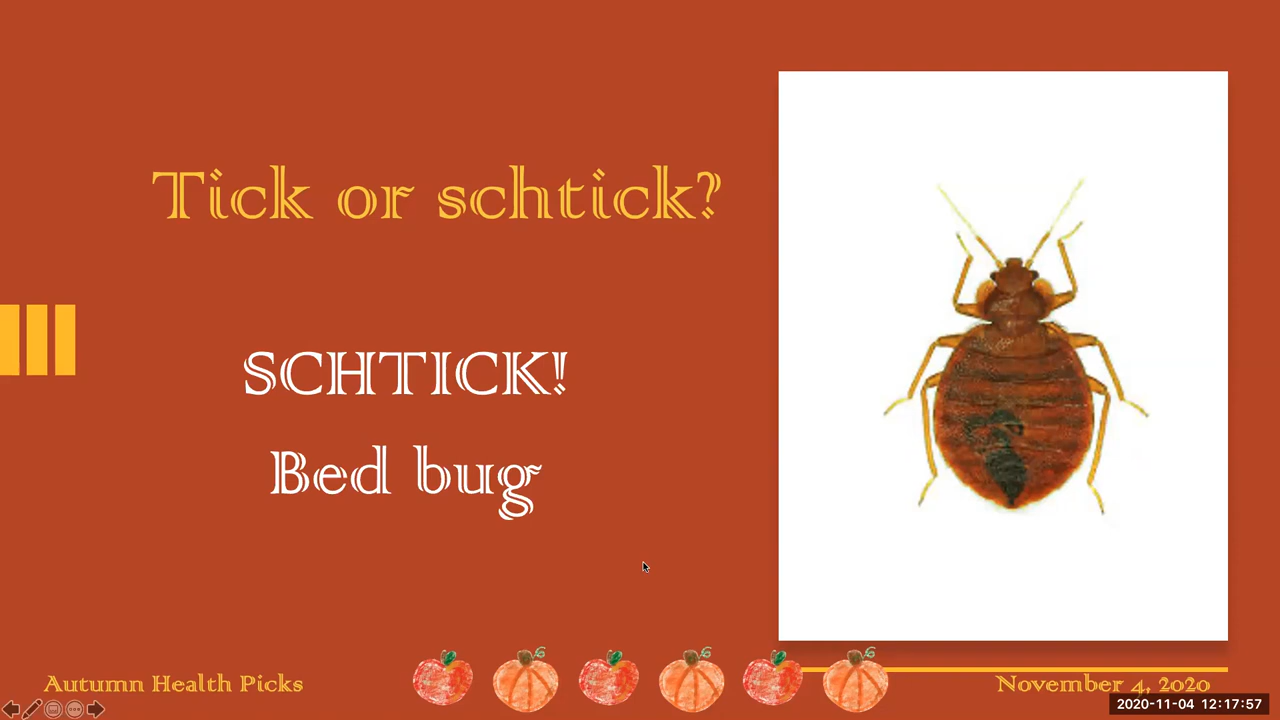 Tick or schtick?
SCHTICK!
Bed bug
Autumn Health Picks
November 4, 2020
2020-11-04 12:17:57